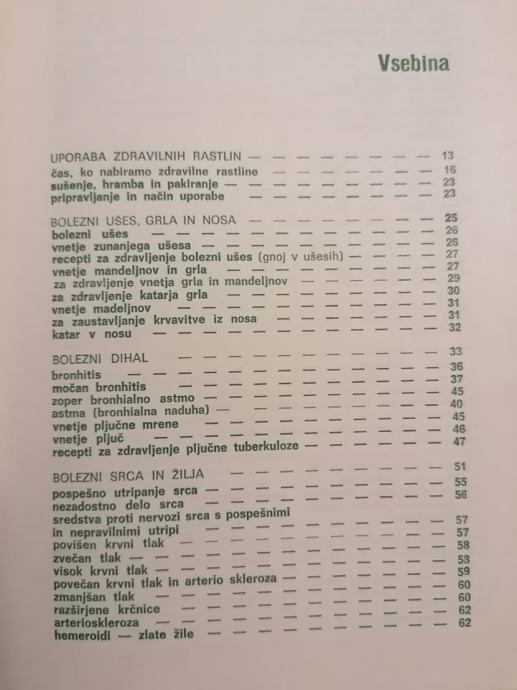 Vsebina
UPORABA ZDRAVILNIH RASTLIN — — — — — — — — 13
čas, ko nabiramo zdravilne rastline — — — — — — — 16
sušenje, hramba in pakiranje — — — — — — — — — 23
pripravljanje in način uporabe — — — — — — — — 23
BOLEZNI UŠES, GRLA IN NOSA — — — — — — — — 25
bolezni ušes — — — — — — — — — — — — 26
vnetje zunanjega ušesa — — — — — — — — — — 26
recepti za zdravljenje bolezni ušes (gnoj v ušesih) — — — — 27
vnetje mandeljnov in grla — — — — — — — — — 27
za zdravljenje vnetja grla in mandeljnov — — — — — — 29
za zdravljenje katarja grla — — — — — — — — — 30
vnetje madeljnov — — — — — — — — — — — 31
za zaustavljanje krvavitve iz nosa — — — — — — — 31
katar v nosu — — — — — — — — — — — — — 32
BOLEZNI DIHAL — — — — — — — — — — — 33
bronhitis — — — — — — — — — — — — — 36
močan bronhitis — — — — — — — — — — — — 37
zoper bronhialno astmo — — — — — — — — — — 45
astma (bronhialna naduha) — — — — — — — — — 40
vnetje pljučne mrene — — — — — — — — — — 45
vnetje pljuč — — — — — — — — — — — — 46
recepti za zdravljenje pljučne tuberkuloze — — — — — — 47
BOLEZNI SRCA IN ŽILJA — — — — — — — — — 51
pospešno utripanje srca — — — — — — — — — — 55
nezadostno delo srca — — — — — — — — — — 56
sredstva proti nervozi srca s pospešnimi
in nepravilnimi utripi — — — — — — — — — — 57
povišen krvni tlak — — — — — — — — — — — 57
zvečan tlak — — — — — — — — — — — — — 58
visok krvni tlak — — — — — — — — — — — — 58
povečan krvni tlak in arterio skleroza — — — — — — — 59
zmanjšan tlak — — — — — — — — — — — — 60
razširjene krčnice — — — — — — — — — — — 60
arterioskleroza — — — — — — — — — — — — 62
hemeroidi — zlate žile — — — — — — — — — — 62